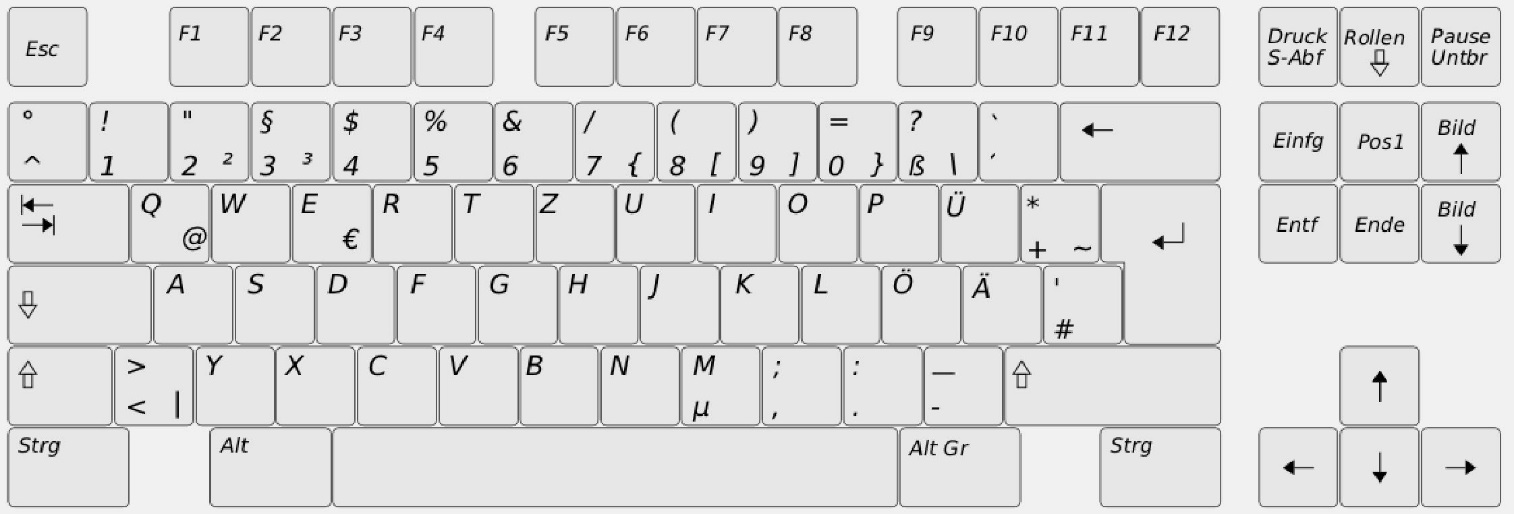 Esc F1 F2 F3 F4 F5 F6 F7 F8 F9 F10 F11 F12 Druck S-Abf Rollen ⇩ Pause Untbr
° ^ ! 1 " 2 ² § 3 ³ $ 4 % 5 & 6 / 7 { ( 8 [ ) 9 ] = 0 } ? ß \ ` ´ ← Einfg Pos1 Bild ↑
Q @ W E € R T Z U I O P Ü * + ~ ↵ Entf Ende Bild ↓
⇩ A S D F G H J K L Ö Ä ' #
⇧ > < | Y X C V B N M µ ; , : . _ - ⇧ ↑
Strg Alt Alt Gr Strg ← ↓ →